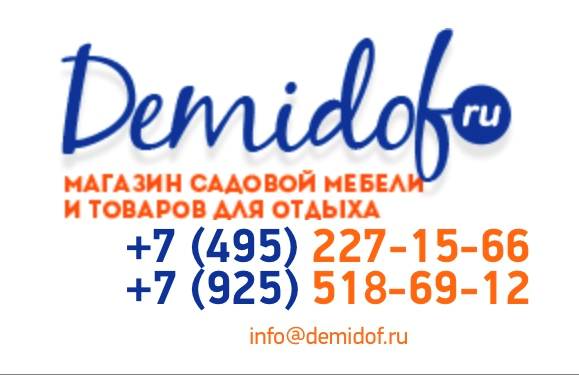 Demidof ru
МАГАЗИН САДОВОЙ МЕБЕЛИ
И ТОВАРОВ ДЛЯ ОТДЫХА
+7 (495) 227-15-66
+7 (925) 518-69-12
info@demidof.ru